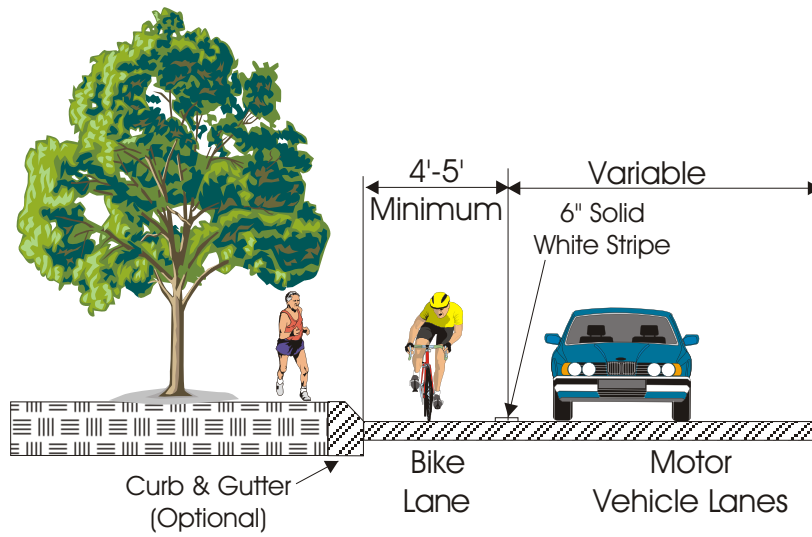 4'-5'
Minimum
Variable
6" Solid
White Stripe
Curb & Gutter
(Optional)
Bike
Lane
Motor
Vehicle Lanes